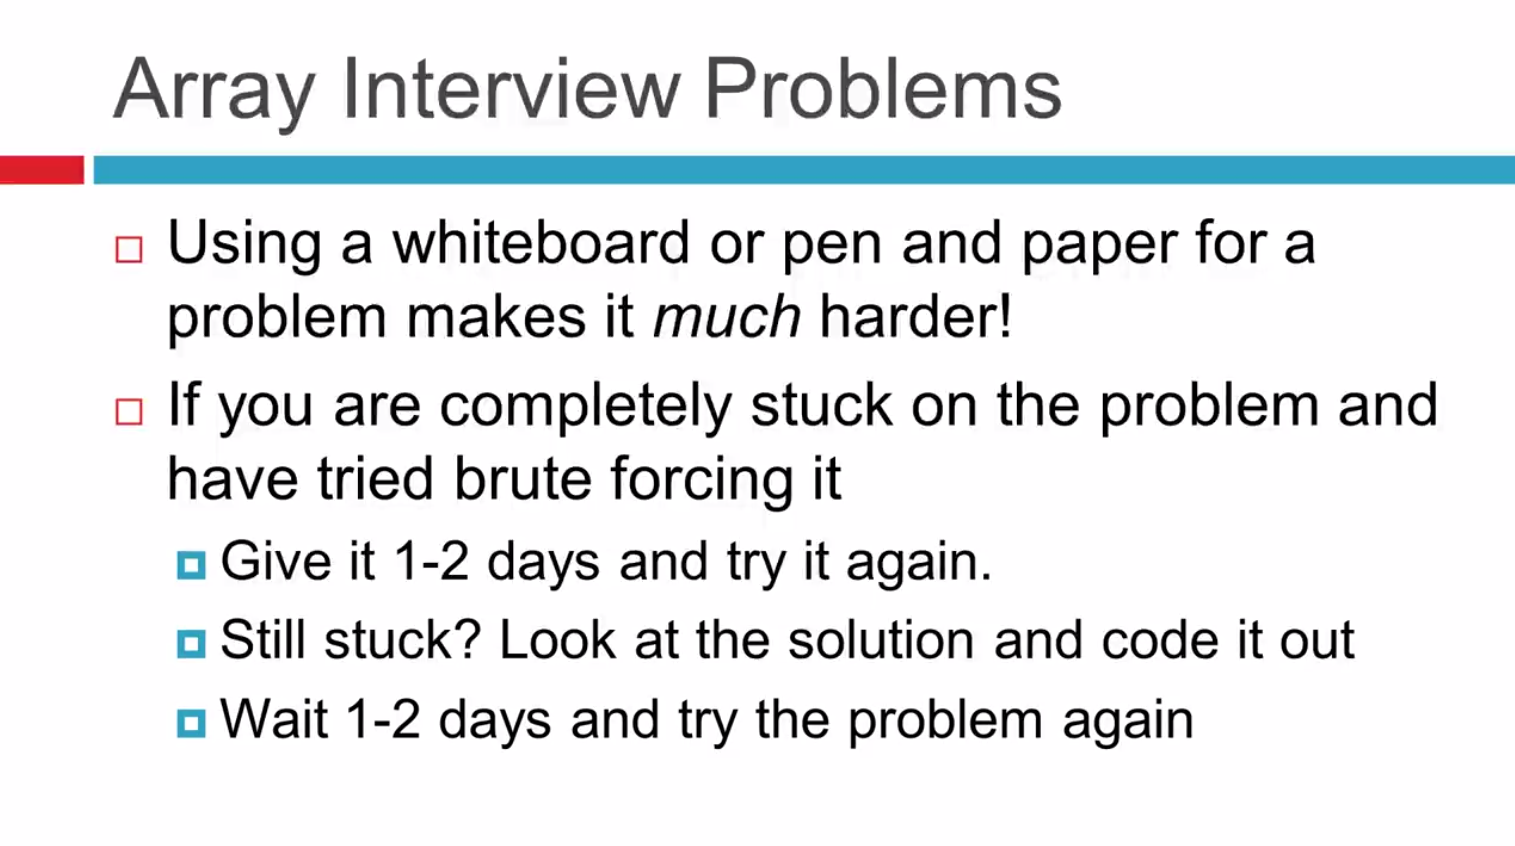 Array Interview Problems
Using a whiteboard or pen and paper for a
problem makes it much harder!
If you are completely stuck on the problem and
have tried brute forcing it
Give it 1-2 days and try it again.
Still stuck? Look at the solution and code it out
Wait 1-2 days and try the problem again